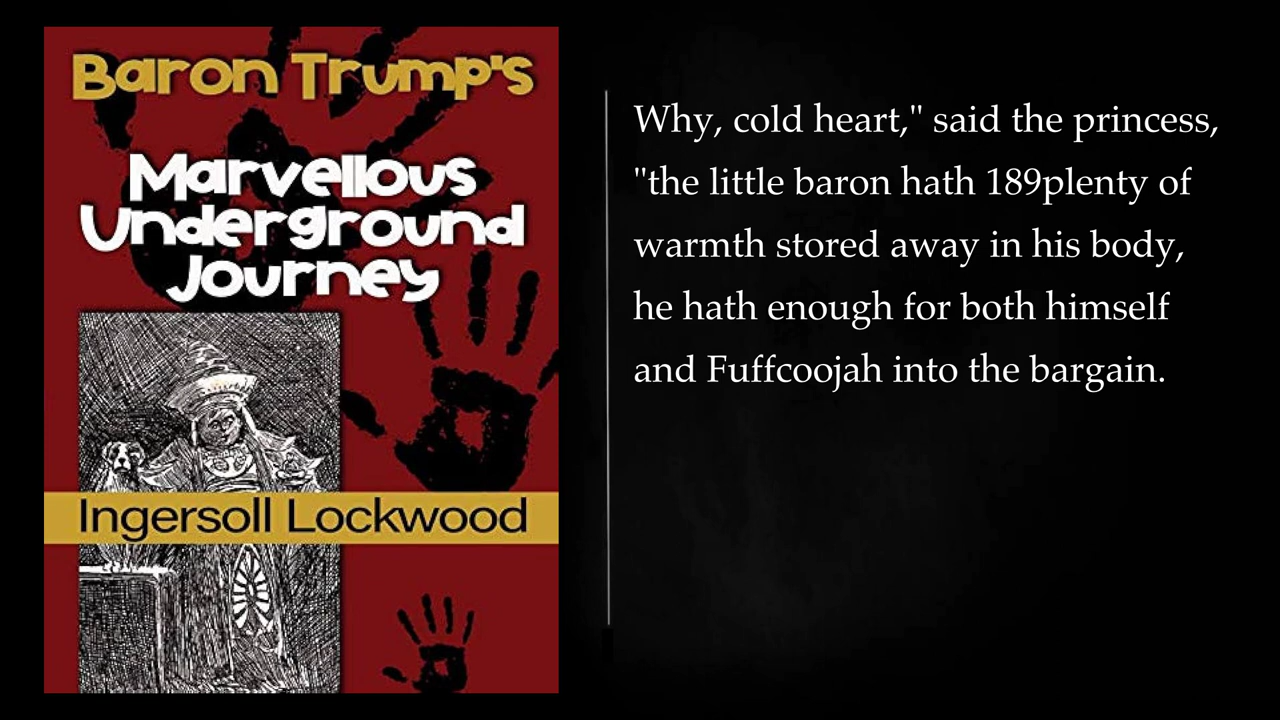 Baron Trump's
Marvellous
Underground
Journey
Ingersoll Lockwood
Why, cold heart," said the princess,
"the little baron hath 189plenty of
warmth stored away in his body,
he hath enough for both himself
and Fuffcoojah into the bargain.